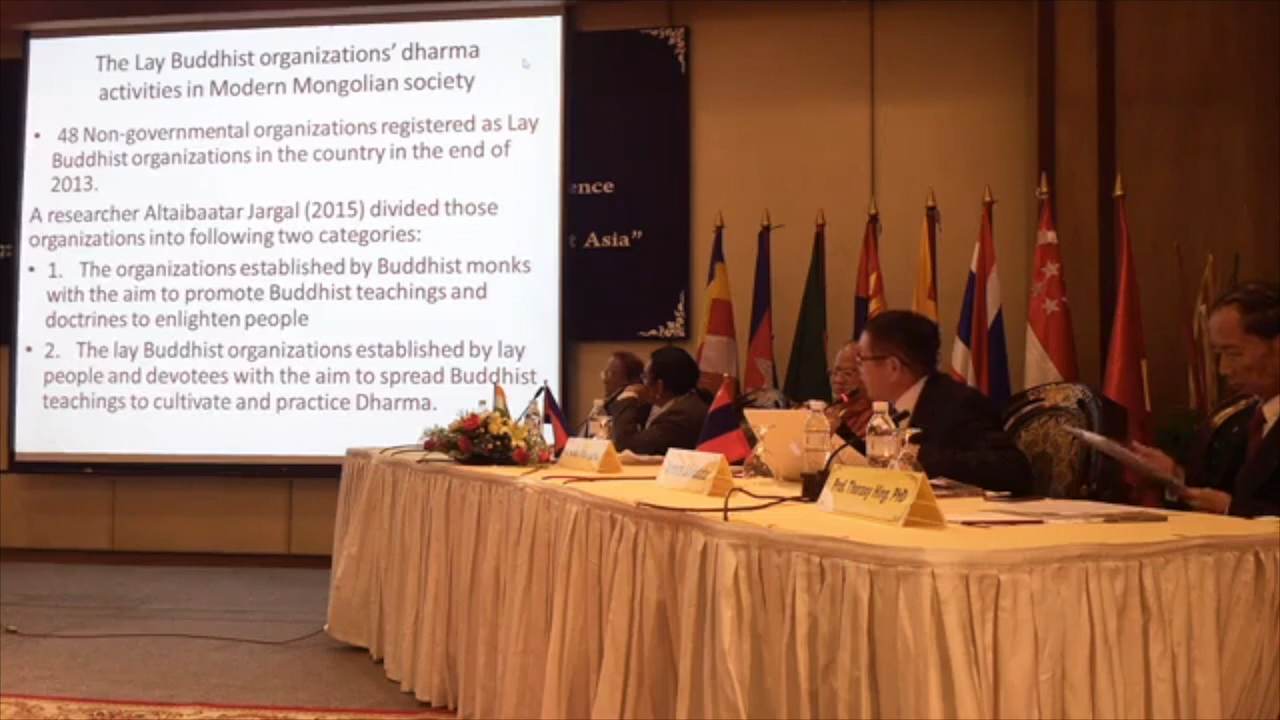 The Lay Buddhist organizations' dharma
activities in Modern Mongolian society
• 48 Non-governmental organizations registered as Lay
Buddhist organizations in the country in the end of
2013.
A researcher Altaibaatar Jargal (2015) divided those
organizations into following two categories:
• 1. The organizations established by Buddhist monks
with the aim to promote Buddhist teachings and
doctrines to enlighten people
• 2. The lay Buddhist organizations established by lay
people and devotees with the aim to spread Buddhist
teachings to cultivate and practice Dharma.
ence
Asia"
Prof. Thorasy Hing, PhD